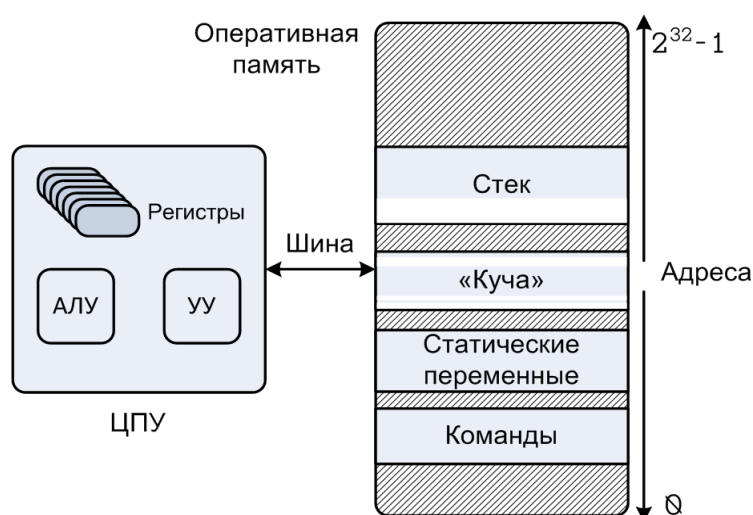 Оперативная
память
2³²-1
Стек
Регистры
Шина
«Куча»
Адреса
АЛУ
УУ
Статические
переменные
ЦПУ
Команды
0